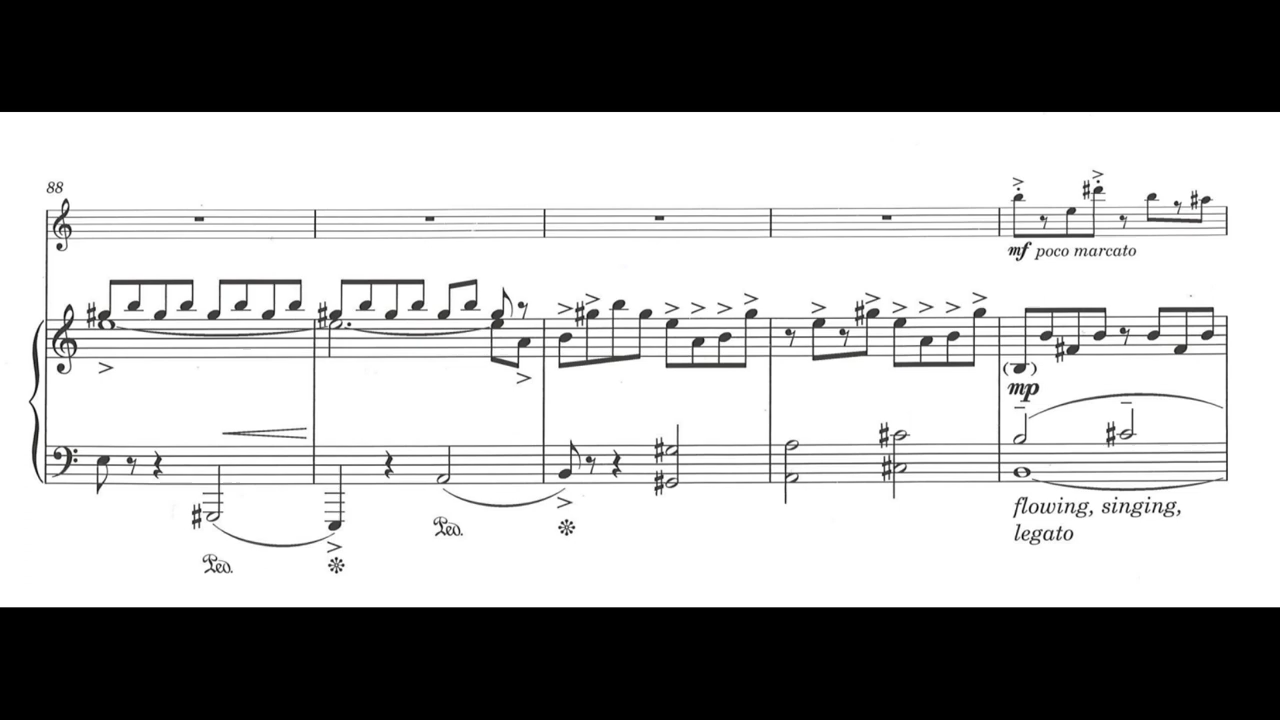 88
mf poco marcato
mp
flowing, singing,
legato
Ped.
Ped.